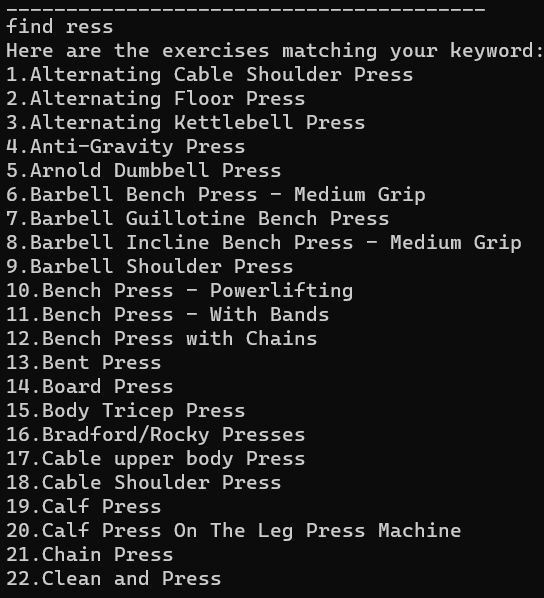 ________________________________________
find ress
Here are the exercises matching your keyword:
1.Alternating Cable Shoulder Press
2.Alternating Floor Press
3.Alternating Kettlebell Press
4.Anti-Gravity Press
5.Arnold Dumbbell Press
6.Barbell Bench Press - Medium Grip
7.Barbell Guillotine Bench Press
8.Barbell Incline Bench Press - Medium Grip
9.Barbell Shoulder Press
10.Bench Press - Powerlifting
11.Bench Press - With Bands
12.Bench Press with Chains
13.Bent Press
14.Board Press
15.Body Tricep Press
16.Bradford/Rocky Presses
17.Cable upper body Press
18.Cable Shoulder Press
19.Calf Press
20.Calf Press On The Leg Press Machine
21.Chain Press
22.Clean and Press